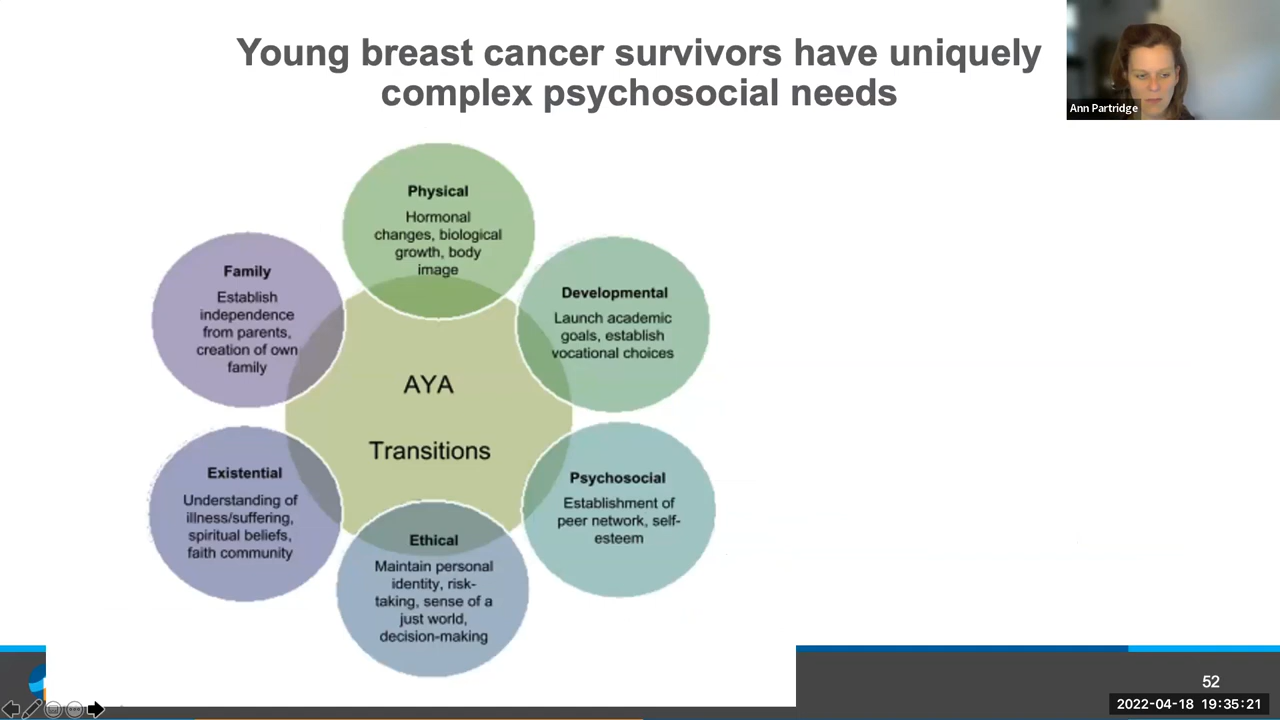 Young breast cancer survivors have uniquely
complex psychosocial needs
Ann Partridge
Physical
Hormonal
changes, biological
growth, body
image
Family
Establish
independence
from parents,
creation of own
family
Developmental
Launch academic
goals, establish
vocational choices
AYA
Transitions
Existential
Understanding of
illness/suffering,
spiritual beliefs,
faith community
Psychosocial
Establishment of
peer network, self-
esteem
Ethical
Maintain personal
identity, risk-
taking, sense of a
just world,
decision-making
52
2022-04-18 19:35:21